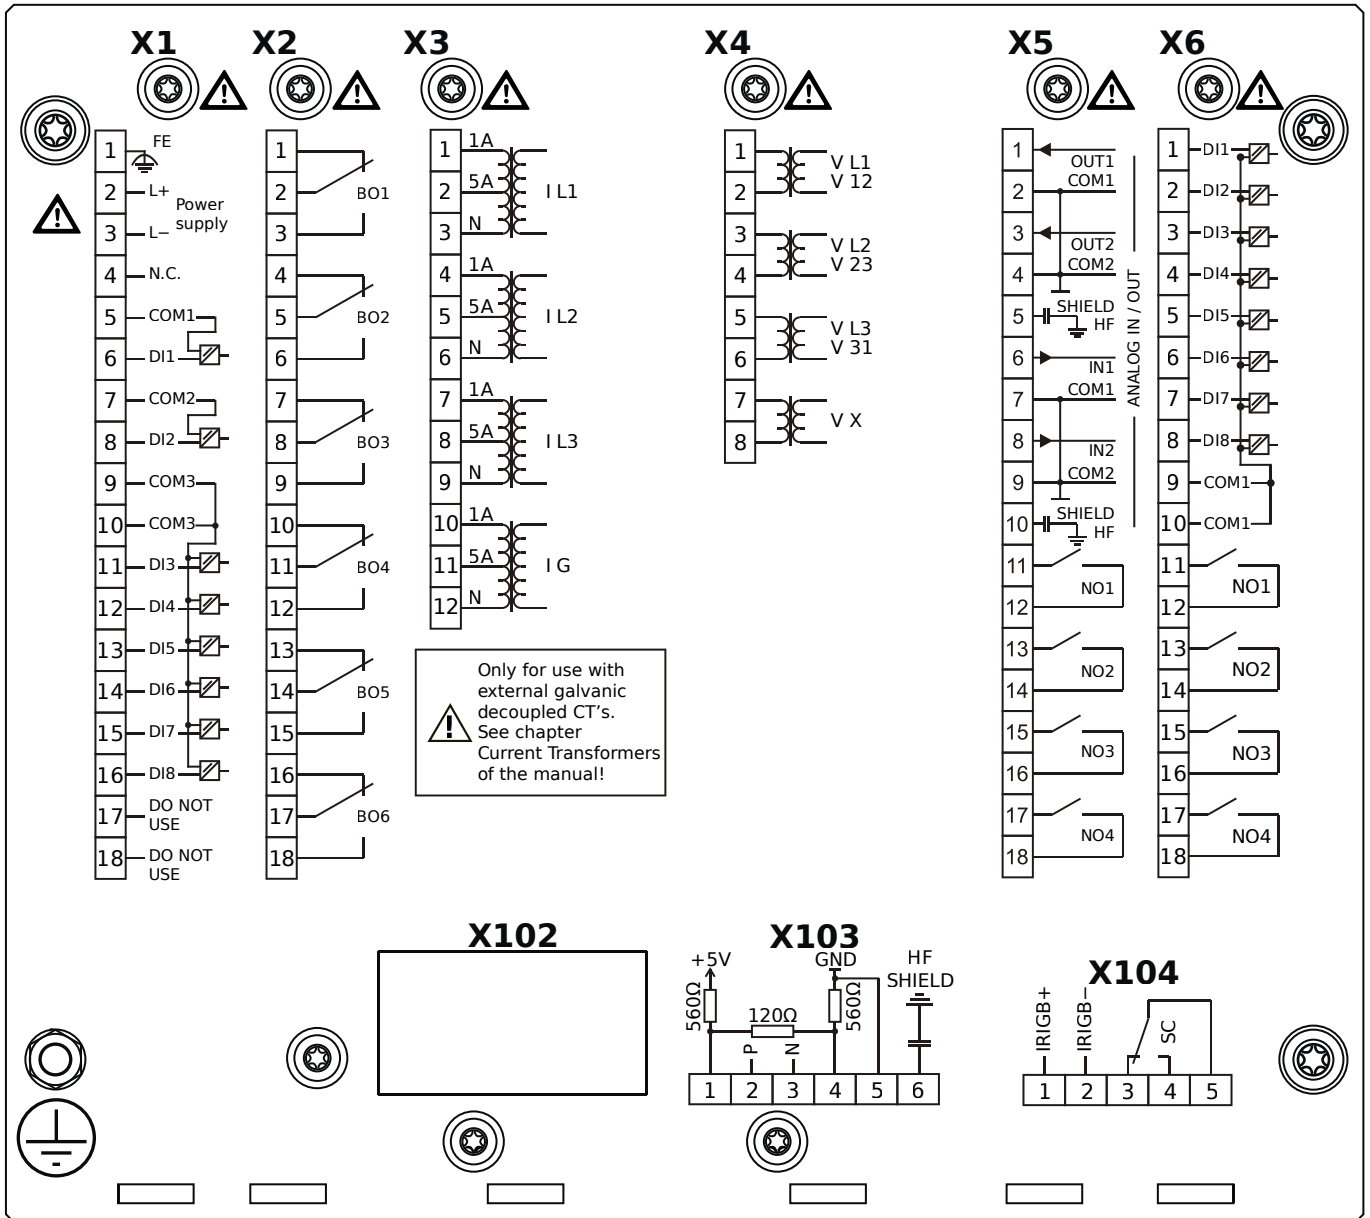 X1 X2 X3 X4 X5 X6
1 FE
2 L+
Power
supply
3 L−
4 N.C.
5 COM1
6 DI1
7 COM2
8 DI2
9 COM3
10 COM3
11 DI3
12 DI4
13 DI5
14 DI6
15 DI7
16 DI8
17 DO NOT
USE
18 DO NOT
USE
1
2 BO1
3
4
5 BO2
6
7
8 BO3
9
10
11 BO4
12
13
14 BO5
15
16
17 BO6
18
1 1A
2 5A I L1
3 N
4 1A
5 5A I L2
6 N
7 1A
8 5A I L3
9 N
10 1A
11 5A I G
12 N
Only for use with
external galvanic
decoupled CT's.
See chapter
Current Transformers
of the manual!
1 V L1
2 V 12
3 V L2
4 V 23
5 V L3
6 V 31
7 V X
8
1 OUT1
2 COM1
3 OUT2
4 COM2
5 SHIELD
HF
6 IN1
7 COM1
8 IN2
9 COM2
10 SHIELD
HF
ANALOG IN / OUT
11
NO1
12
13
NO2
14
15
NO3
16
17
NO4
18
1 DI1
2 DI2
3 DI3
4 DI4
5 DI5
6 DI6
7 DI7
8 DI8
9 COM1
10 COM1
11
NO1
12
13
NO2
14
15
NO3
16
17
NO4
18
X102
X103
+5V GND HF
SHIELD
560Ω 120Ω 560Ω
P N
1 2 3 4 5 6
X104
IRIGB+ IRIGB− SC
1 2 3 4 5